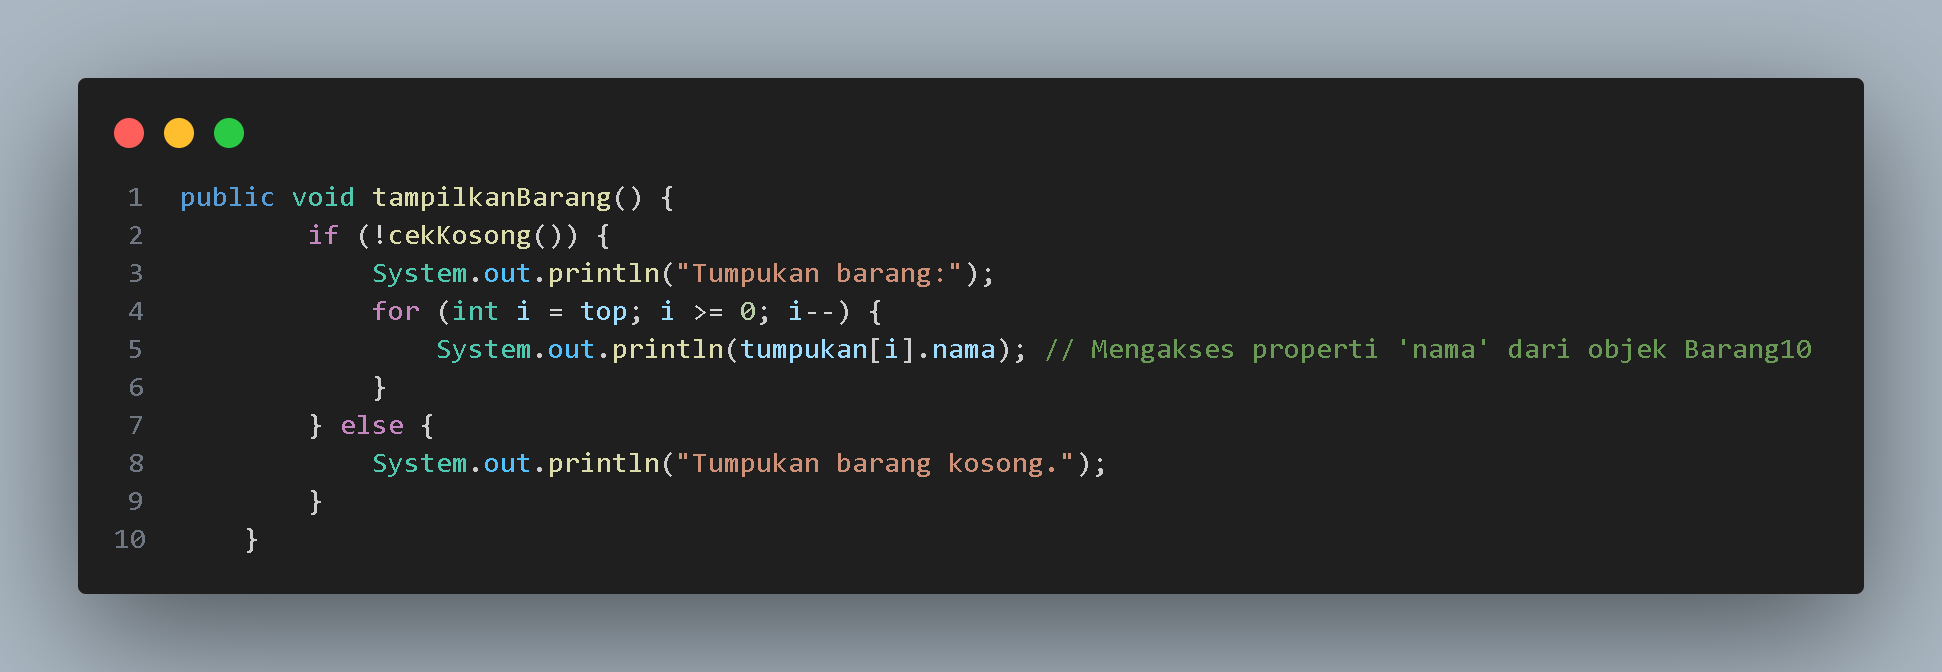 1 public void tampilkanBarang() {
2 if (!cekKosong()) {
3 System.out.println("Tumpukan barang:");
4 for (int i = top; i >= 0; i--) {
5 System.out.println(tumpukan[i].nama); // Mengakses properti 'nama' dari objek Barang10
6 }
7 } else {
8 System.out.println("Tumpukan barang kosong.");
9 }
10 }